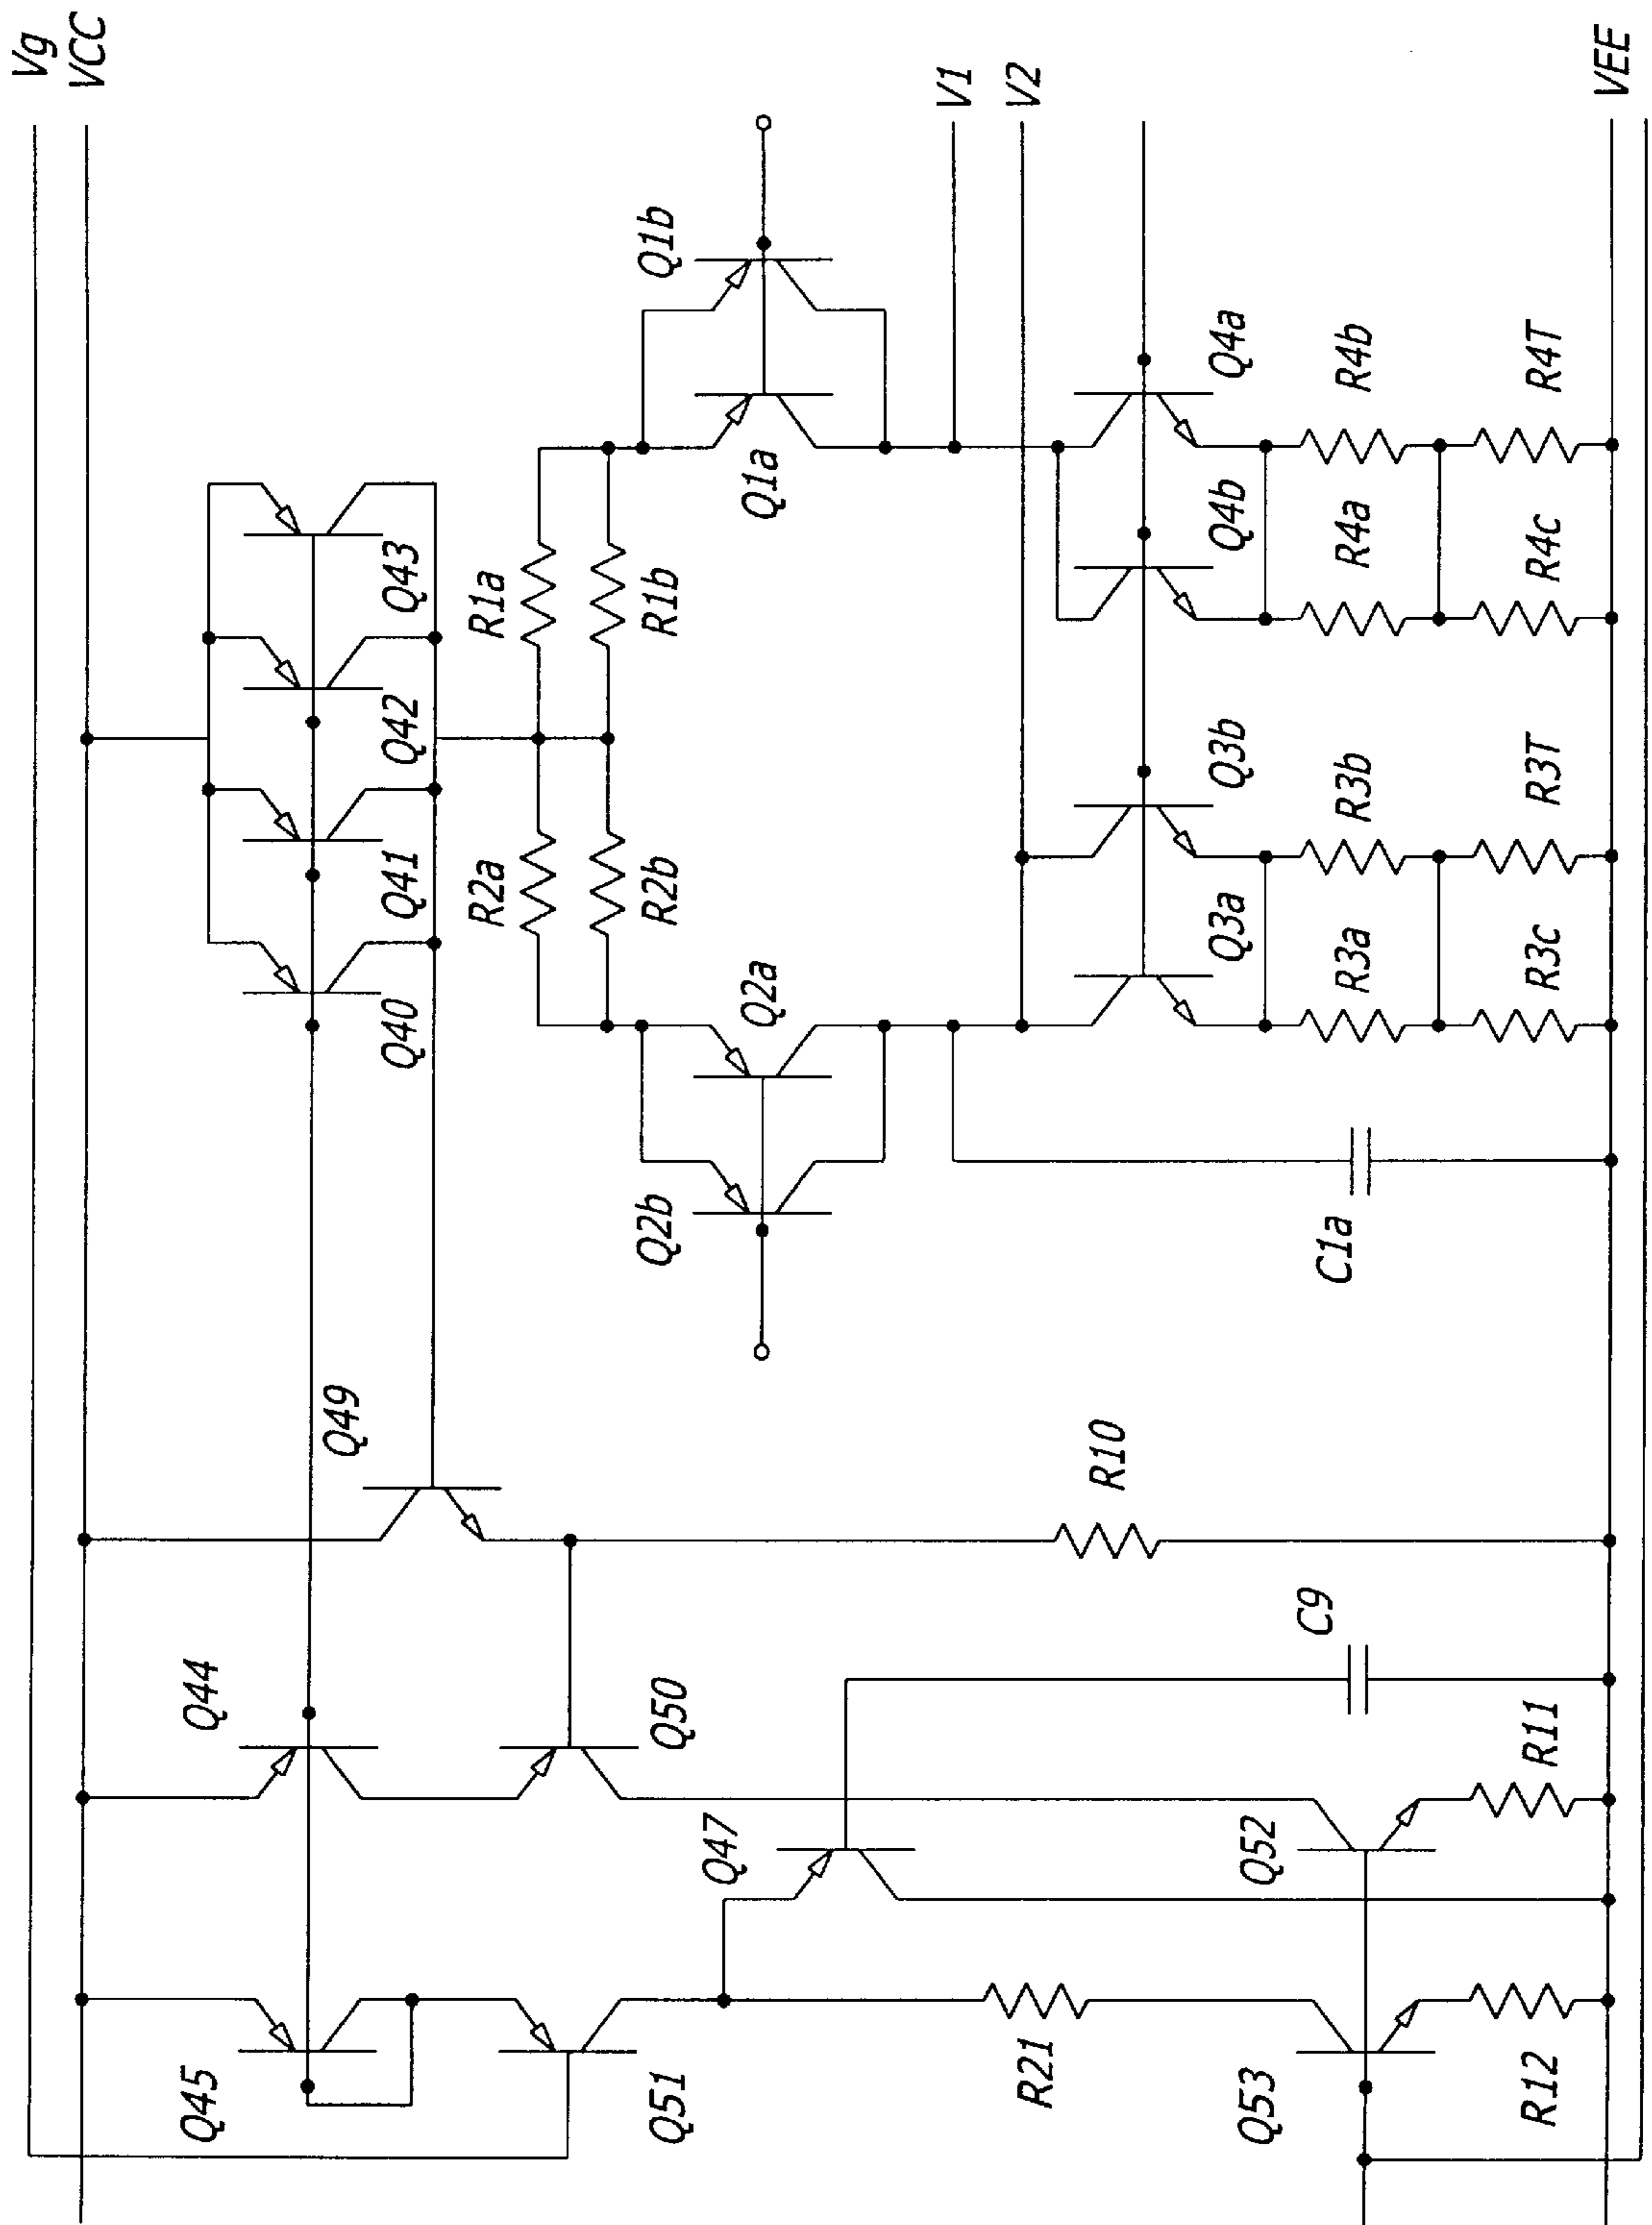 Vg
VCC
Q45
Q44
Q49
Q40
Q41
Q42
Q43
Q51
Q50
R2a
R1a
R2b
R1b
Q47
Q2b
Q2a
Q1a
Q1b
V1
V2
R21
R10
Q53
Q52
Q3a
Q3b
Q4b
Q4a
C9
C1a
R3a
R3b
R4a
R4b
R12
R11
R3c
R3T
R4c
R4T
VEE